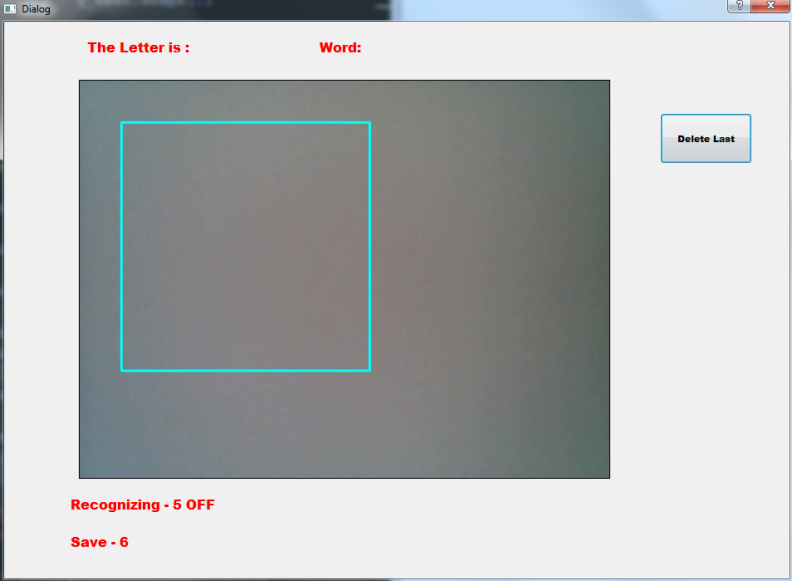 Dialog
The Letter is : Word:
Delete Last
Recognizing - 5 OFF
Save - 6